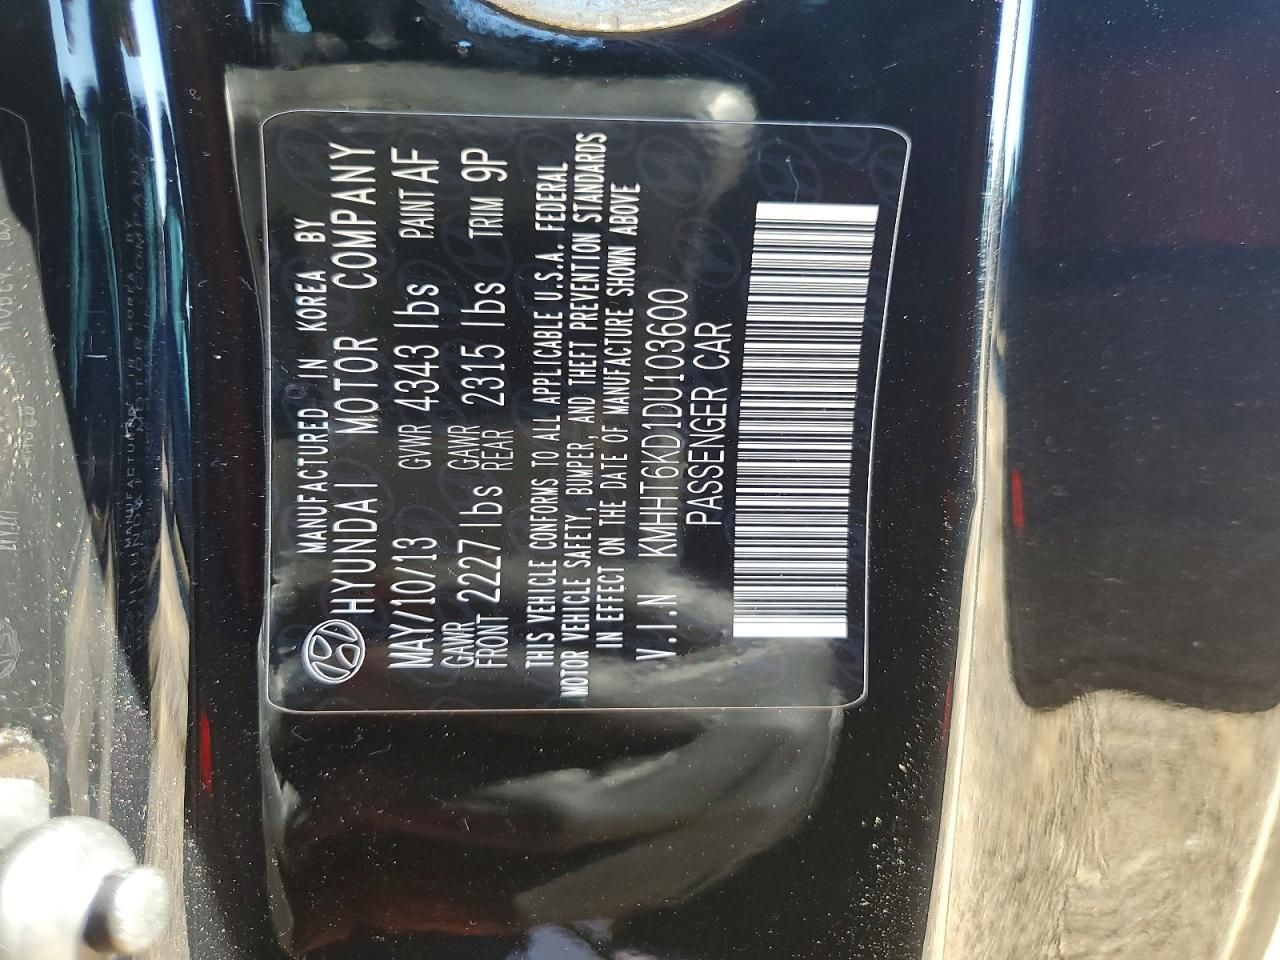 MANUFACTURED IN KOREA BY
HYUNDAI MOTOR COMPANY
MAY/10/13 GVWR 4343 lbs PAINT AF
GAWR FRONT 2227 lbs GAWR REAR 2315 lbs TRIM 9P
THIS VEHICLE CONFORMS TO ALL APPLICABLE U.S.A. FEDERAL
MOTOR VEHICLE SAFETY, BUMPER, AND THEFT PREVENTION STANDARDS
IN EFFECT ON THE DATE OF MANUFACTURE SHOWN ABOVE
V.I.N KMHHT6KD1DU103600
PASSENGER CAR